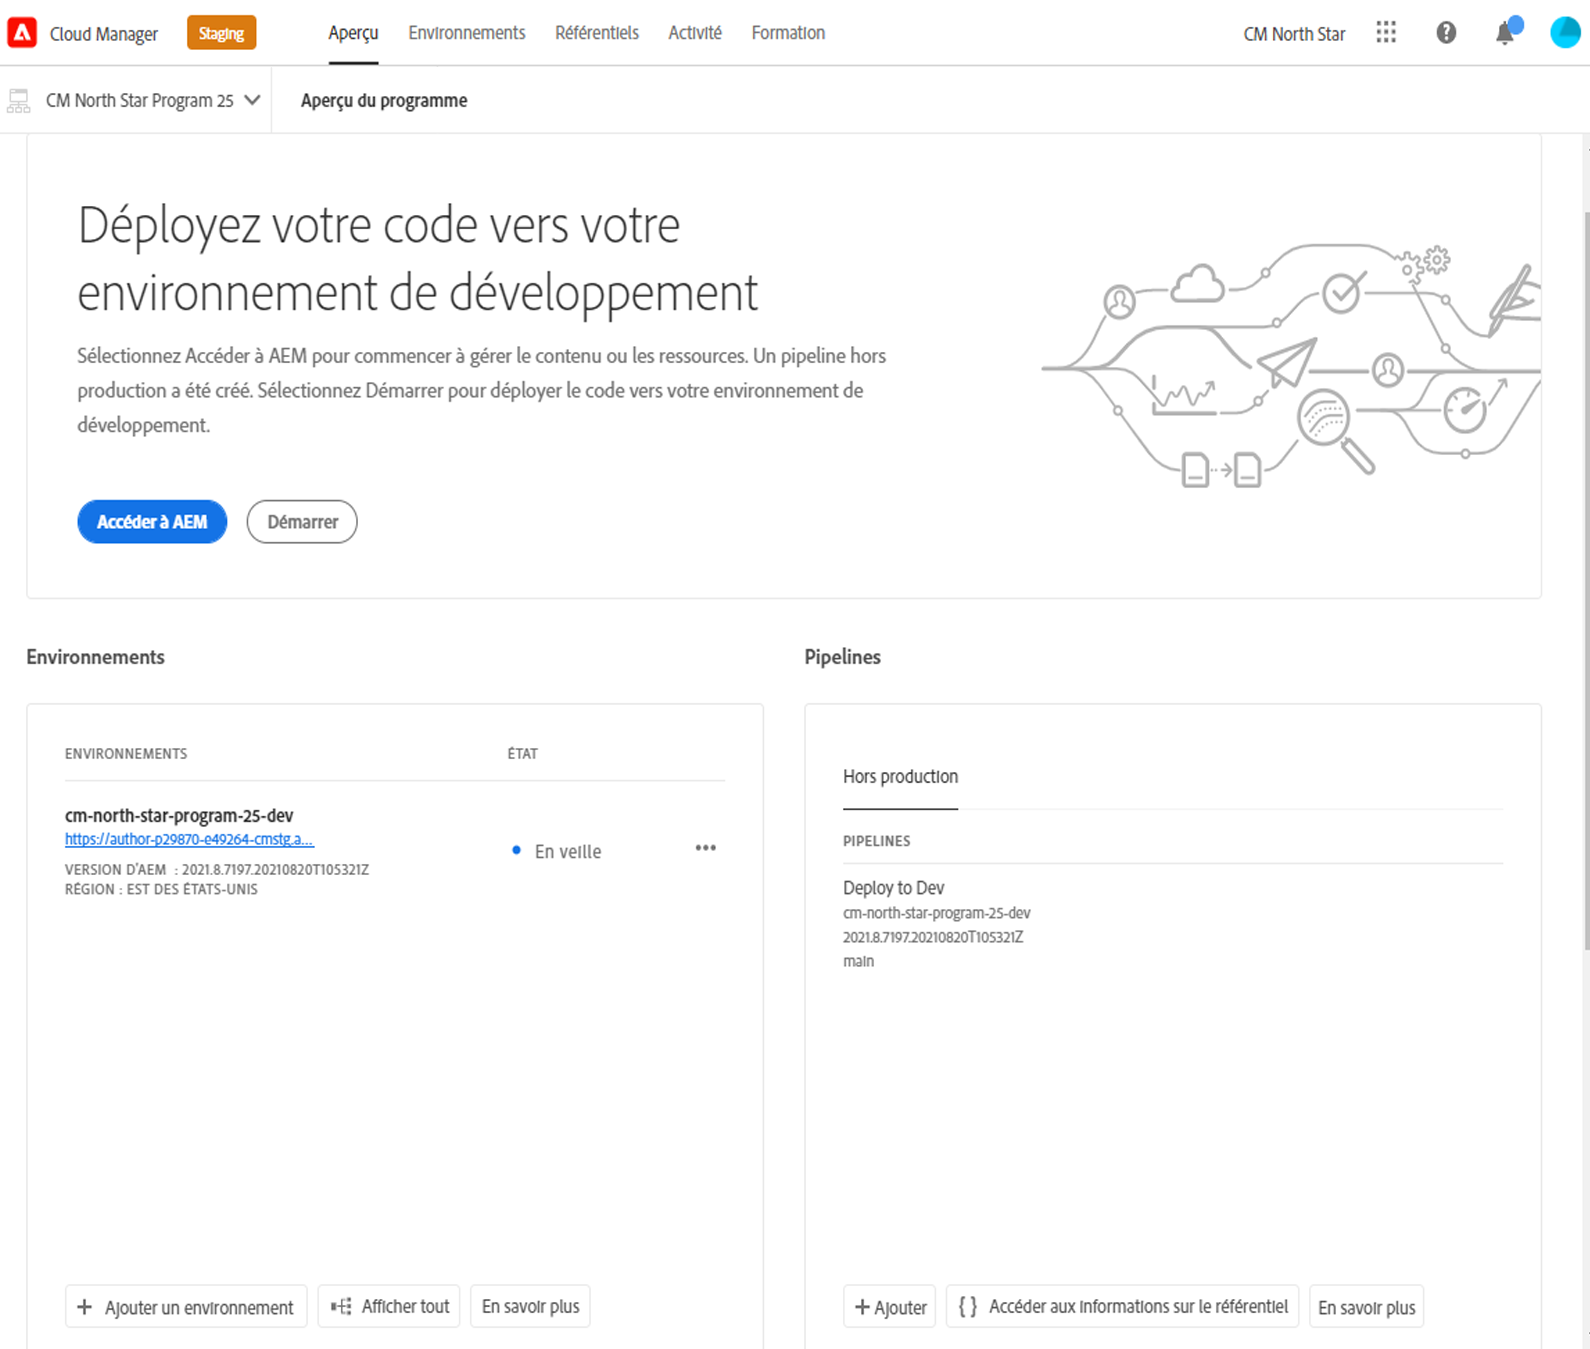 Cloud Manager
Staging
Aperçu
Environnements
Référentiels
Activité
Formation
CM North Star
CM North Star Program 25
Aperçu du programme
Déployez votre code vers votre
environnement de développement
Sélectionnez Accéder à AEM pour commencer à gérer le contenu ou les ressources. Un pipeline hors
production a été créé. Sélectionnez Démarrer pour déployer le code vers votre environnement de
développement.
Accéder à AEM
Démarrer
Environnements
ENVIRONNEMENTS
ÉTAT
cm-north-star-program-25-dev
https://author-p29870-e49264-cmstg.a...
En veille
VERSION D'AEM : 2021.8.7197.20210820T105321Z
RÉGION : EST DES ÉTATS-UNIS
Ajouter un environnement
Afficher tout
En savoir plus
Pipelines
Hors production
PIPELINES
Deploy to Dev
cm-north-star-program-25-dev
2021.8.7197.20210820T105321Z
main
Ajouter
Accéder aux informations sur le référentiel
En savoir plus